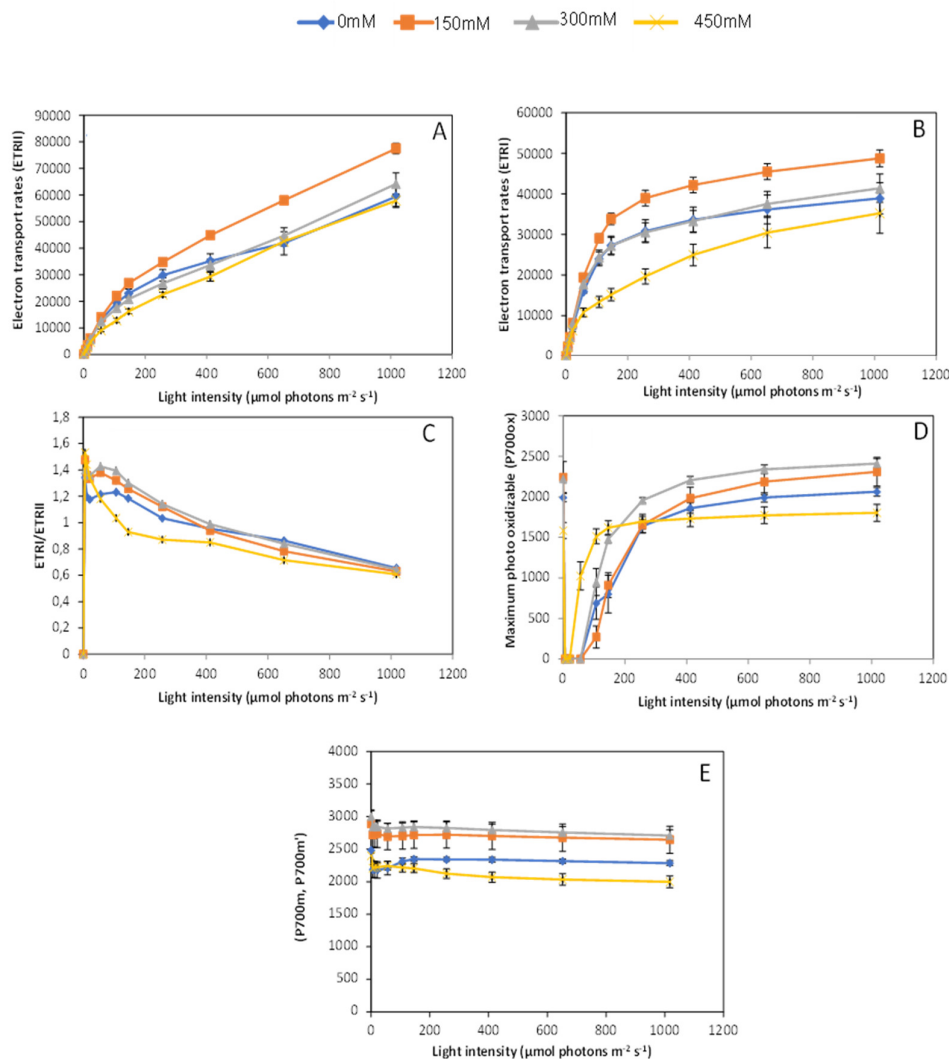 0mM 150mM 300mM 450mM
A
Electron transport rates (ETRII)
90000
80000
70000
60000
50000
40000
30000
20000
10000
0
0 200 400 600 800 1000 1200
Light intensity (µmol photons m⁻² s⁻¹)
B
Electron transport rates (ETRI)
60000
50000
40000
30000
20000
10000
0
0 200 400 600 800 1000 1200
Light intensity (µmol photons m⁻² s⁻¹)
C
ETRI/ETRII
1,8
1,6
1,4
1,2
1
0,8
0,6
0,4
0,2
0
0 200 400 600 800 1000 1200
Light intensity (µmol photons m⁻² s⁻¹)
D
Maximum photo oxidizable (P700ox)
3000
2500
2000
1500
1000
500
0
0 200 400 600 800 1000 1200
Light intensity (µmol photons m⁻² s⁻¹)
E
(P700m, P700m')
4000
3500
3000
2500
2000
1500
1000
500
0
0 200 400 600 800 1000 1200
Light intensity (µmol photons m⁻² s⁻¹)